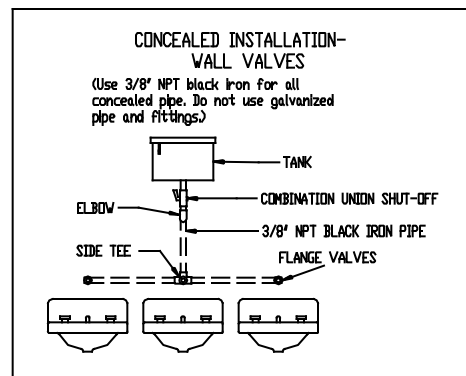 CONCEALED INSTALLATION-
WALL VALVES
(Use 3/8" NPT black iron for all
concealed pipe. Do not use galvanized
pipe and fittings.)
TANK
COMBINATION UNION SHUT-OFF
ELBOW
3/8" NPT BLACK IRON PIPE
SIDE TEE
FLANGE VALVES